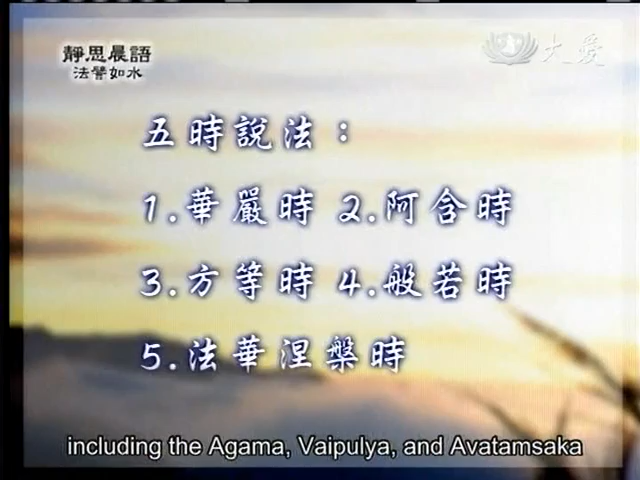 靜思晨語
法譬如水
大愛
五時說法：
1.華嚴時 2.阿含時
3.方等時 4.般若時
5.法華涅槃時
including the Agama, Vaipulya, and Avatamsaka